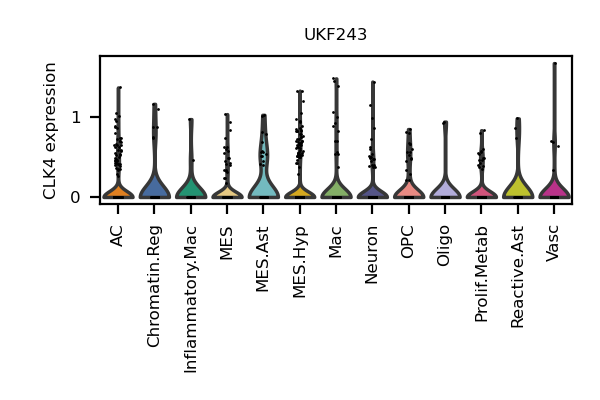 UKF243
CLK4 expression
1
0
AC
Chromatin.Reg
Inflammatory.Mac
MES
MES.Ast
MES.Hyp
Mac
Neuron
OPC
Oligo
Prolif.Metab
Reactive.Ast
Vasc